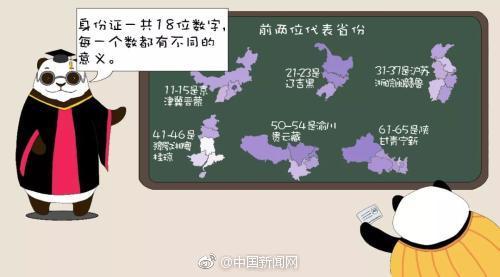 身份证一共18位数字,
每一个数都有不同的
意义。
前两位代表省份
11-15是京
津冀晋蒙
21-23是
辽吉黑
31-37是沪苏
浙皖闽赣鲁
41-46是
豫鄂湘粤
桂琼
50-54是渝川
贵云藏
61-65是陕
甘青宁新
@中国新闻网